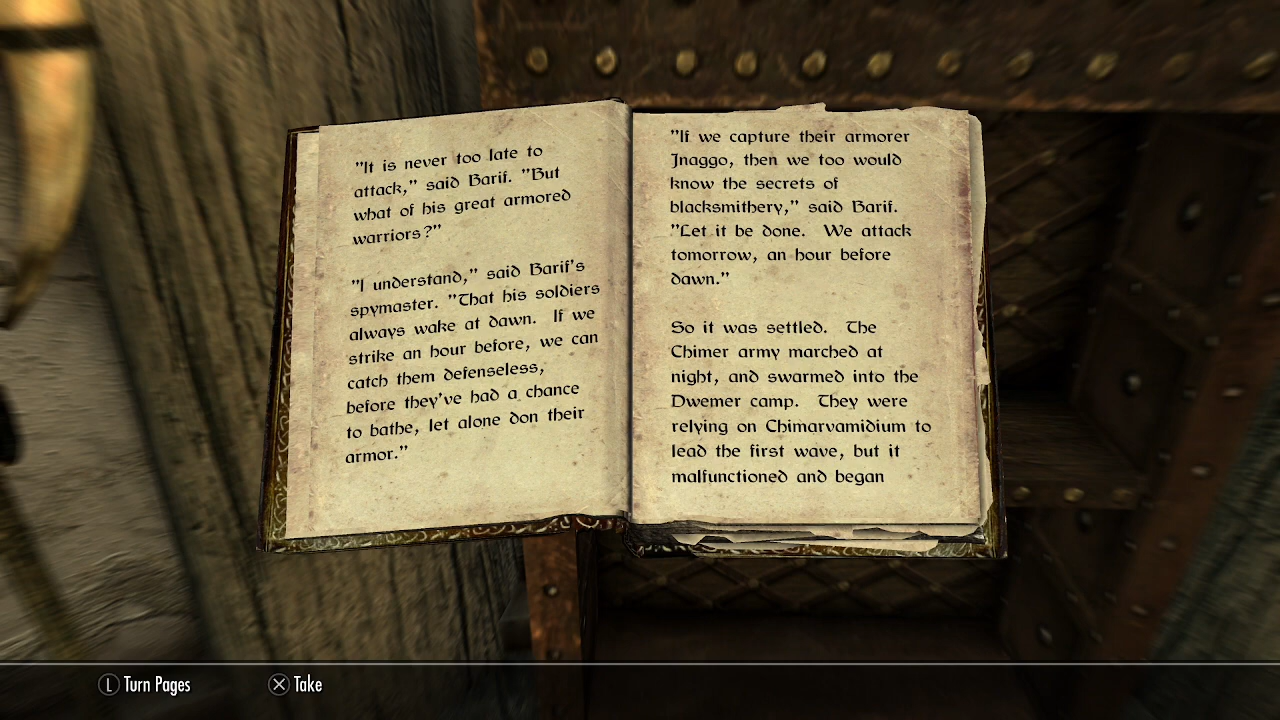 "It is never too late to
attack," said Barif. "But
what of his great armored
warriors?"
"I understand," said Barif's
spymaster. "That his soldiers
always wake at dawn. If we
strike an hour before, we can
catch them defenseless,
before they've had a chance
to bathe, let alone don their
armor."
"If we capture their armorer
Jnaggo, then we too would
know the secrets of
blacksmithery," said Barif.
"Let it be done. We attack
tomorrow, an hour before
dawn."
So it was settled. The
Chimer army marched at
night, and swarmed into the
Dwemer camp. They were
relying on Chimarvamidium to
lead the first wave, but it
malfunctioned and began
L Turn Pages
X Take